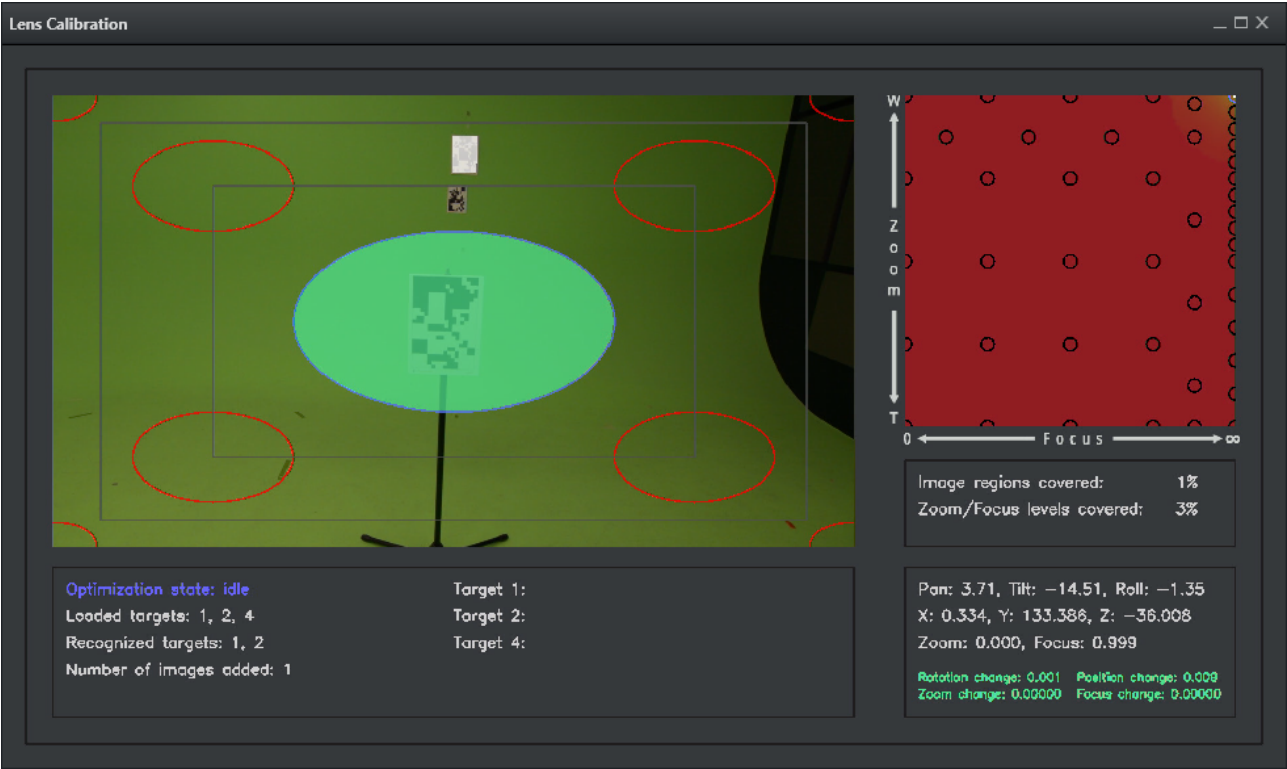 Lens Calibration
W
Zoom
T
0 Focus ∞
Image regions covered: 1%
Zoom/Focus levels covered: 3%
Optimization state: idle
Loaded targets: 1, 2, 4
Recognized targets: 1, 2
Number of images added: 1
Target 1:
Target 2:
Target 4:
Pan: 3.71, Tilt: −14.51, Roll: −1.35
X: 0.334, Y: 133.386, Z: −36.008
Zoom: 0.000, Focus: 0.999
Rotation change: 0.001 Position change: 0.009
Zoom change: 0.00000 Focus change: 0.00000